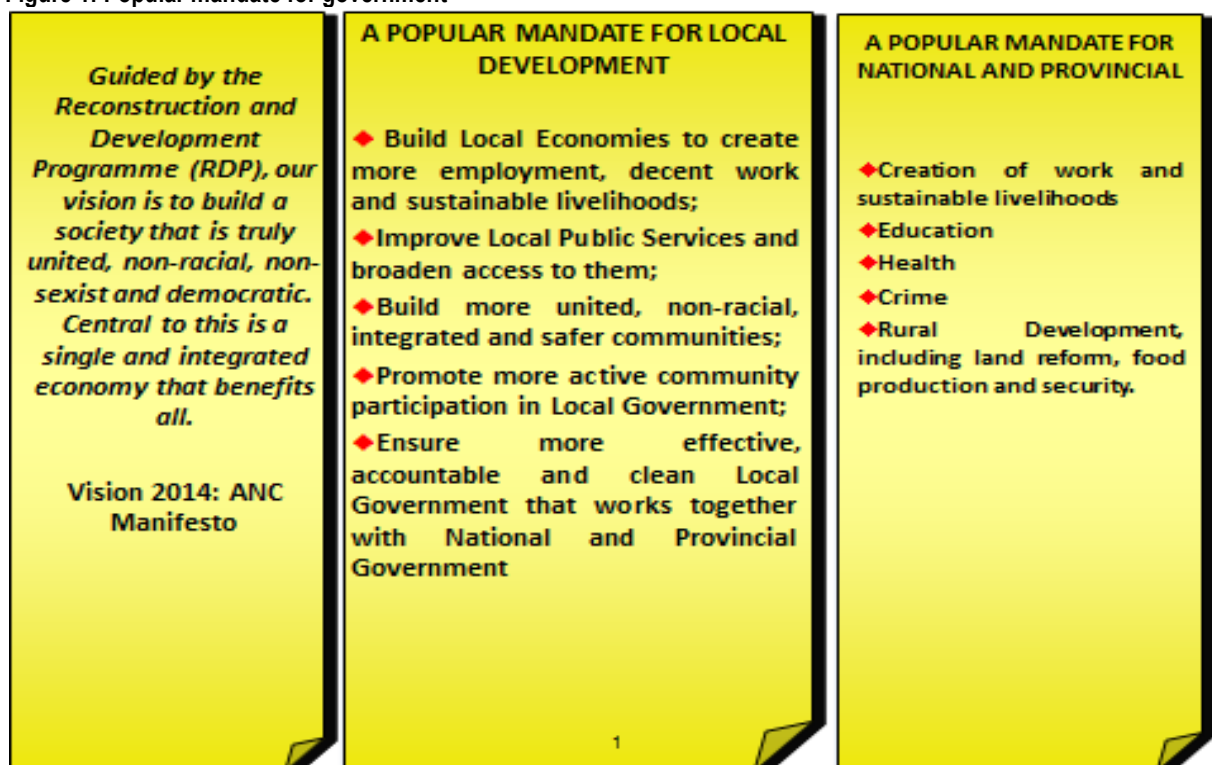 Figure 1: Popular mandate for government
Guided by the
Reconstruction and
Development
Programme (RDP), our
vision is to build a
society that is truly
united, non-racial, non-
sexist and democratic.
Central to this is a
single and integrated
economy that benefits
all.
Vision 2014: ANC
Manifesto
A POPULAR MANDATE FOR LOCAL
DEVELOPMENT
◆ Build Local Economies to create
more employment, decent work
and sustainable livelihoods;
◆Improve Local Public Services and
broaden access to them;
◆Build more united, non-racial,
integrated and safer communities;
◆Promote more active community
participation in Local Government;
◆Ensure more effective,
accountable and clean Local
Government that works together
with National and Provincial
Government
1
A POPULAR MANDATE FOR
NATIONAL AND PROVINCIAL
◆Creation of work and
sustainable livelihoods
◆Education
◆Health
◆Crime
◆Rural Development,
including land reform, food
production and security.